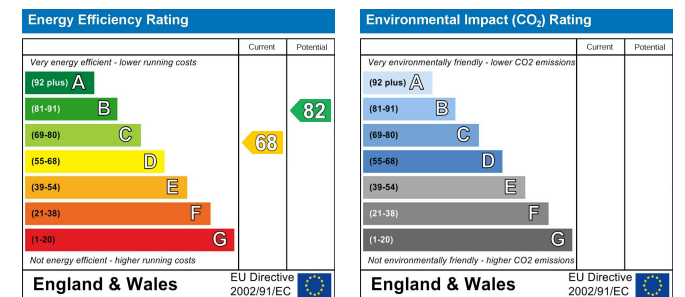 Energy Efficiency Rating
Current Potential
Very energy efficient - lower running costs
(92 plus) A
(81-91) B
82
(69-80) C
68
(55-68) D
(39-54) E
(21-38) F
(1-20) G
Not energy efficient - higher running costs
England & Wales
EU Directive
2002/91/EC
Environmental Impact (CO₂) Rating
Current Potential
Very environmentally friendly - lower CO2 emissions
(92 plus) A
(81-91) B
(69-80) C
(55-68) D
(39-54) E
(21-38) F
(1-20) G
Not environmentally friendly - higher CO2 emissions
England & Wales
EU Directive
2002/91/EC